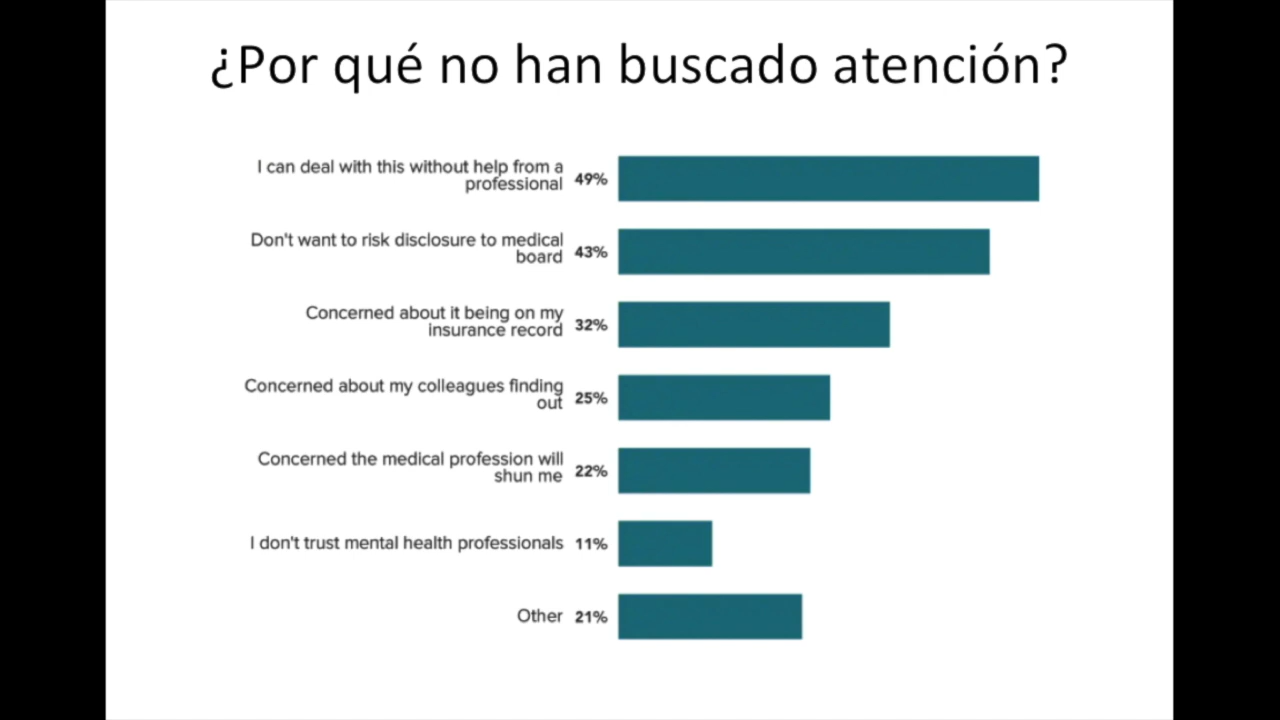 ¿Por qué no han buscado atención?
I can deal with this without help from a
professional
49%
Don't want to risk disclosure to medical
board
43%
Concerned about it being on my
insurance record
32%
Concerned about my colleagues finding
out
25%
Concerned the medical profession will
shun me
22%
I don't trust mental health professionals 11%
Other 21%